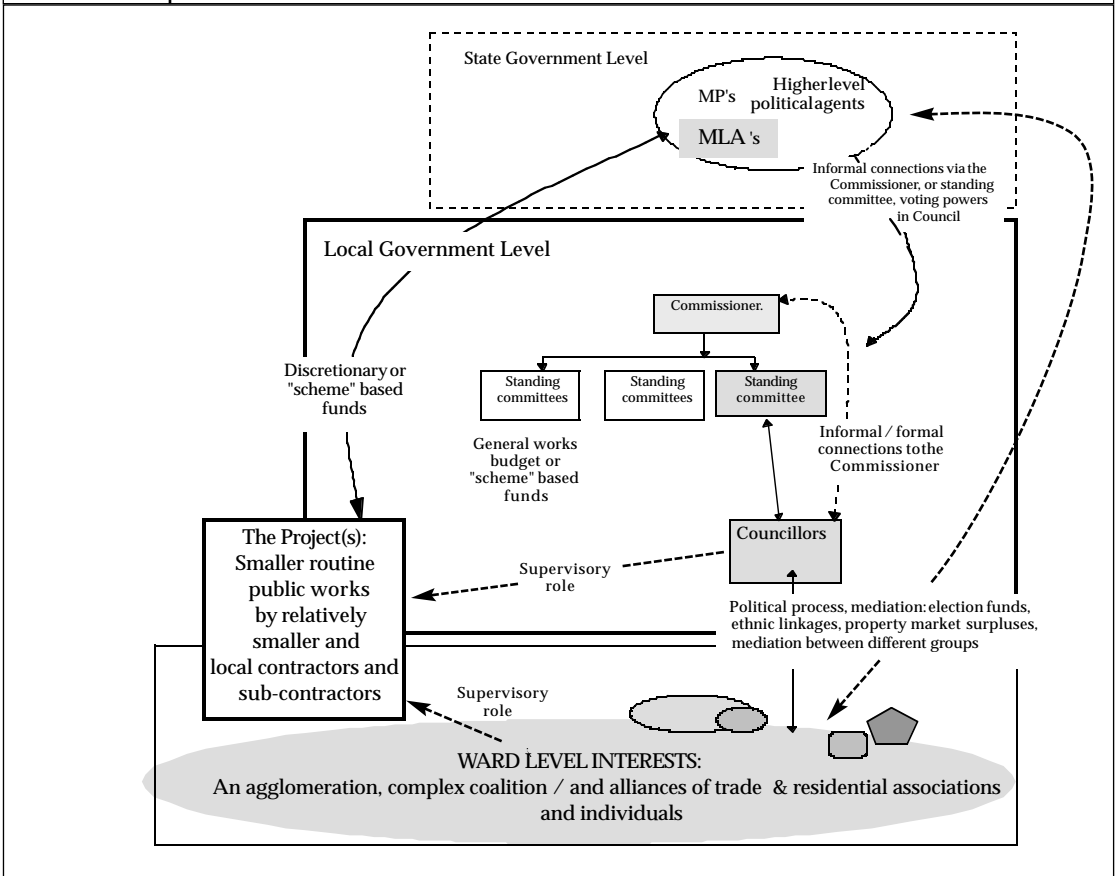 State Government Level
MP's
Higher level
political agents
MLA 's
Informal connections via the
Commissioner, or standing
committee, voting powers
in Council
Local Government Level
Commissioner.
Discretionary or
"scheme" based
funds
Standing
committees
Standing
committees
Standing
committee
General works
budget or
"scheme" based
funds
Informal / formal
connections to the
Commissioner
The Project(s):
Smaller routine
public works
by relatively
smaller and
local contractors and
sub-contractors
Councillors
Supervisory
role
Political process, mediation: election funds,
ethnic linkages, property market surpluses,
mediation between different groups
Supervisory
role
WARD LEVEL INTERESTS:
An agglomeration, complex coalition / and alliances of trade & residential associations
and individuals